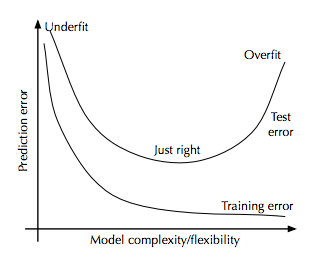 Underfit
Overfit
Test
error
Just right
Training error
Prediction error
Model complexity/flexibility